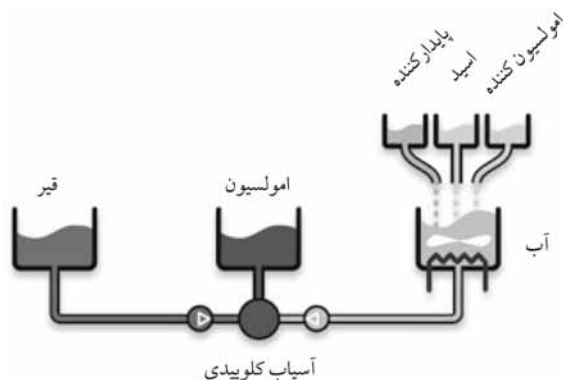 پایدارکننده
اسید
امولسیون کننده
قیر
امولسیون
آب
آسیاب کلوییدی